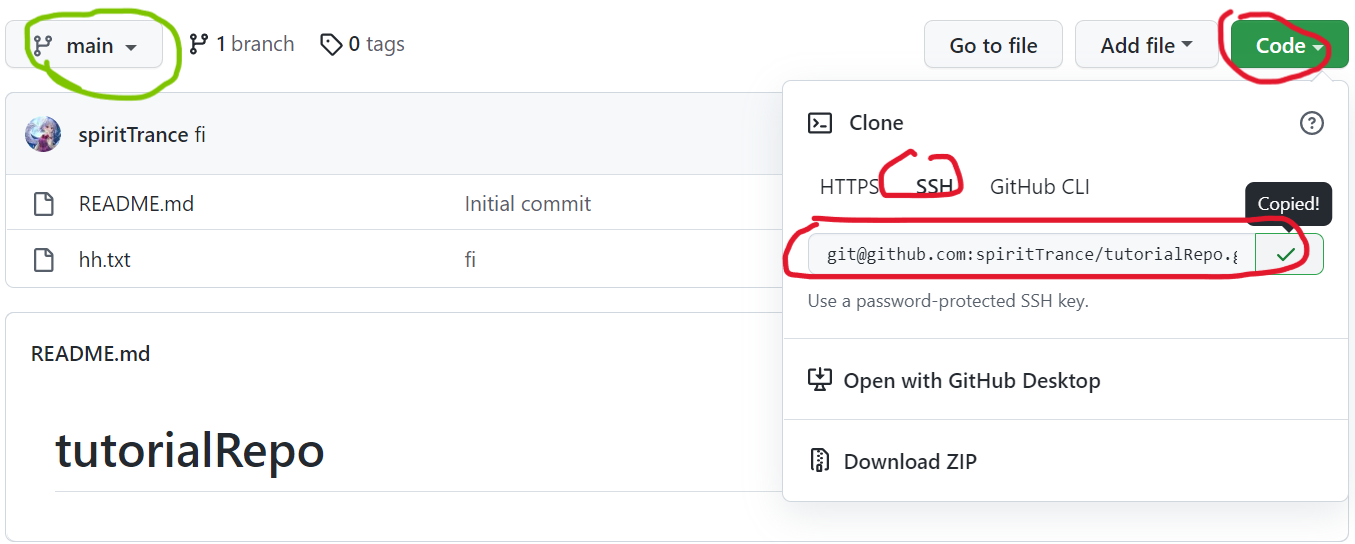 main 1 branch 0 tags Go to file Add file Code
spiritTrance fi
Clone
README.md Initial commit
HTTPS SSH GitHub CLI
Copied!
hh.txt fi
git@github.com:spiritTrance/tutorialRepo.g
Use a password-protected SSH key.
README.md
Open with GitHub Desktop
tutorialRepo
Download ZIP